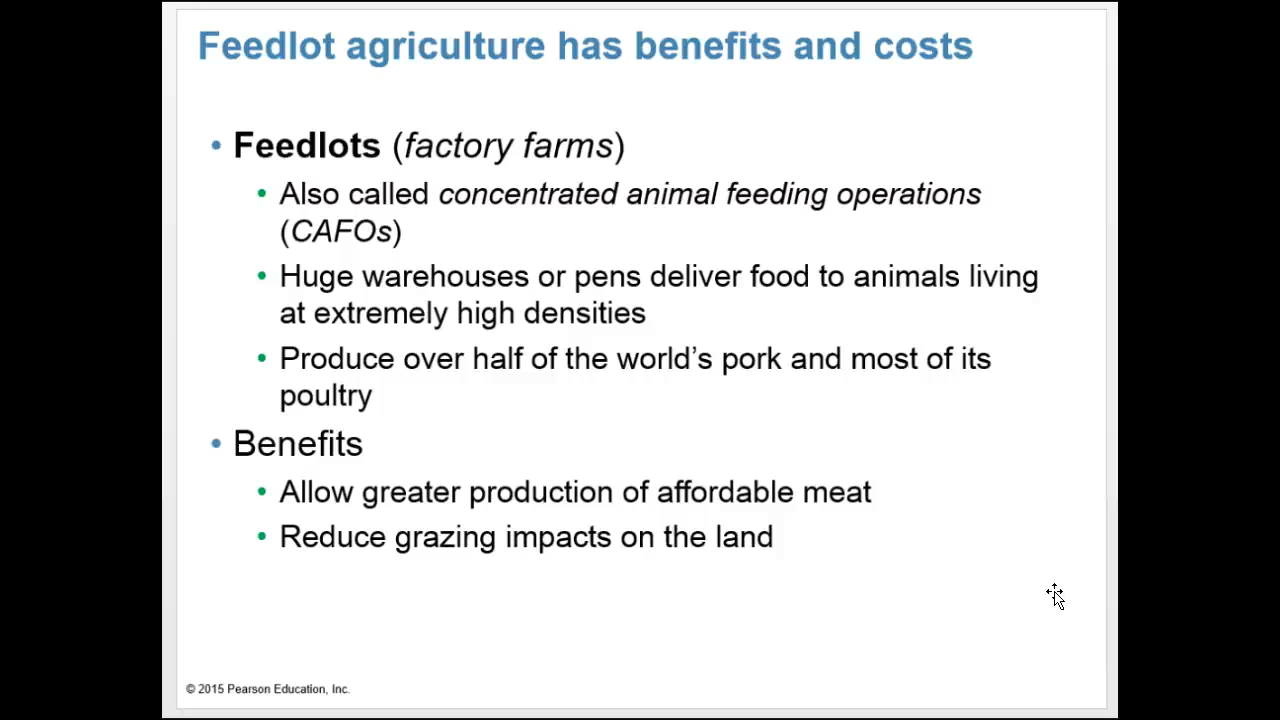 Feedlot agriculture has benefits and costs
• Feedlots (factory farms)
• Also called concentrated animal feeding operations
(CAFOs)
• Huge warehouses or pens deliver food to animals living
at extremely high densities
• Produce over half of the world’s pork and most of its
poultry
• Benefits
• Allow greater production of affordable meat
• Reduce grazing impacts on the land
© 2015 Pearson Education, Inc.